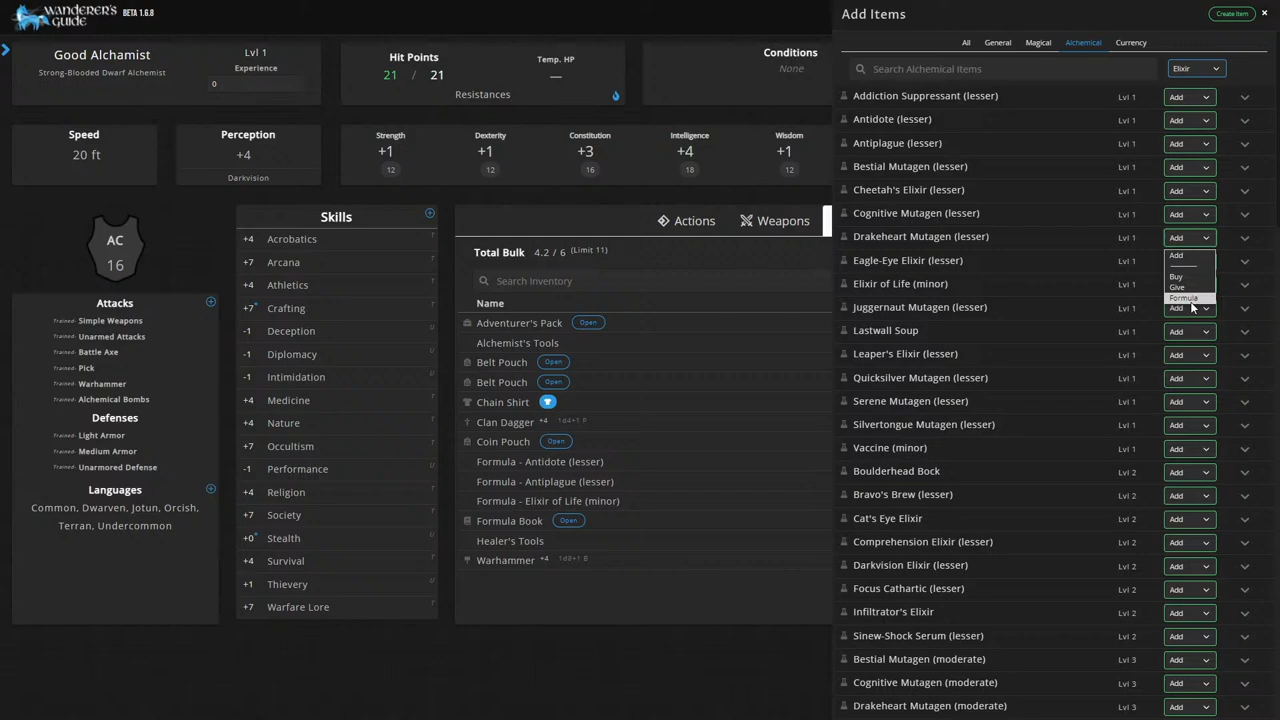 WANDERER'S GUIDE
BETA 1.6.8
Good Alchamist
Strong-Blooded Dwarf Alchemist
Lvl 1
Experience
0
Hit Points
21 / 21
Temp. HP
—
Resistances
Conditions
None
Speed
20 ft
Perception
+4
Darkvision
Strength
+1
12
Dexterity
+1
12
Constitution
+3
16
Intelligence
+4
18
Wisdom
+1
12
AC
16
Attacks
Trained- Simple Weapons
Trained- Unarmed Attacks
Trained- Battle Axe
Trained- Pick
Trained- Warhammer
Trained- Alchemical Bombs
Defenses
Trained- Light Armor
Trained- Medium Armor
Trained- Unarmored Defense
Languages
Common, Dwarven, Jotun, Orcish,
Terran, Undercommon
Skills
+4 Acrobatics T
+7 Arcana T
+7* Crafting T
-1 Deception U
-1 Diplomacy U
-1 Intimidation U
+4 Medicine T
+4 Nature T
+7 Occultism T
-1 Performance U
+4 Religion T
+7 Society T
+0* Stealth U
+4 Survival T
+1 Thievery U
+7 Warfare Lore T
Actions
Weapons
Total Bulk 4.2 / 6 (Limit 11)
Search Inventory
Name
Adventurer's Pack Open
Alchemist's Tools
Belt Pouch Open
Belt Pouch Open
Chain Shirt
Clan Dagger +4 1d4+1 P
Coin Pouch Open
Formula - Antidote (lesser)
Formula - Antiplague (lesser)
Formula - Elixir of Life (minor)
Formula Book Open
Healer's Tools
Warhammer +4 1d8+1 B
Add Items
Create Item
All General Magical Alchemical Currency
Search Alchemical Items
Elixir
Addiction Suppressant (lesser) Lvl 1 Add
Antidote (lesser) Lvl 1 Add
Antiplague (lesser) Lvl 1 Add
Bestial Mutagen (lesser) Lvl 1 Add
Cheetah's Elixir (lesser) Lvl 1 Add
Cognitive Mutagen (lesser) Lvl 1 Add
Drakeheart Mutagen (lesser) Lvl 1 Add
Add
Buy
Give
Formula
Eagle-Eye Elixir (lesser) Lvl 1
Elixir of Life (minor) Lvl 1
Juggernaut Mutagen (lesser) Lvl 1 Add
Lastwall Soup Lvl 1 Add
Leaper's Elixir (lesser) Lvl 1 Add
Quicksilver Mutagen (lesser) Lvl 1 Add
Serene Mutagen (lesser) Lvl 1 Add
Silvertongue Mutagen (lesser) Lvl 1 Add
Vaccine (minor) Lvl 1 Add
Boulderhead Bock Lvl 2 Add
Bravo's Brew (lesser) Lvl 2 Add
Cat's Eye Elixir Lvl 2 Add
Comprehension Elixir (lesser) Lvl 2 Add
Darkvision Elixir (lesser) Lvl 2 Add
Focus Cathartic (lesser) Lvl 2 Add
Infiltrator's Elixir Lvl 2 Add
Sinew-Shock Serum (lesser) Lvl 2 Add
Bestial Mutagen (moderate) Lvl 3 Add
Cognitive Mutagen (moderate) Lvl 3 Add
Drakeheart Mutagen (moderate) Lvl 3 Add